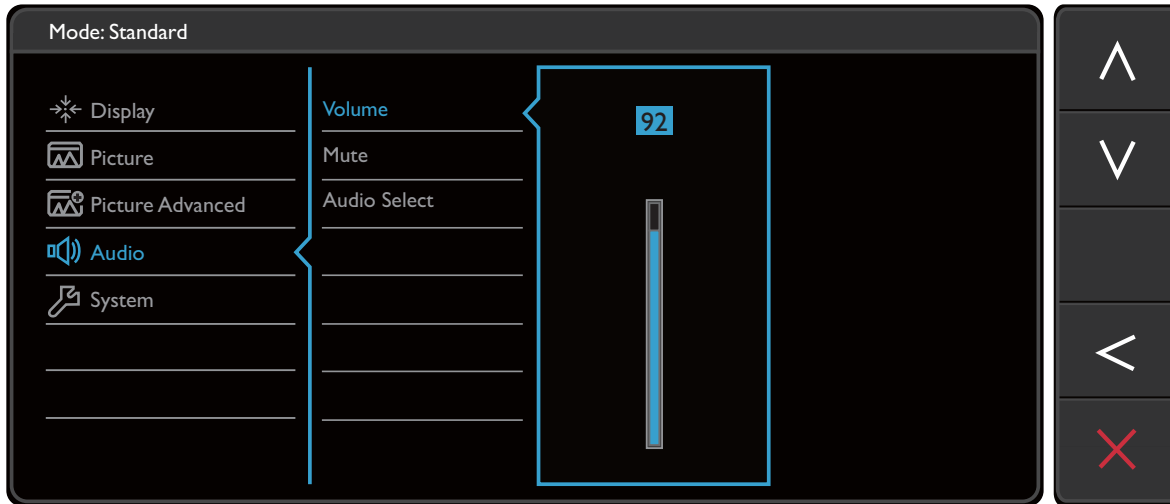 Mode: Standard
Display
Picture
Picture Advanced
Audio
System
Volume
Mute
Audio Select
92